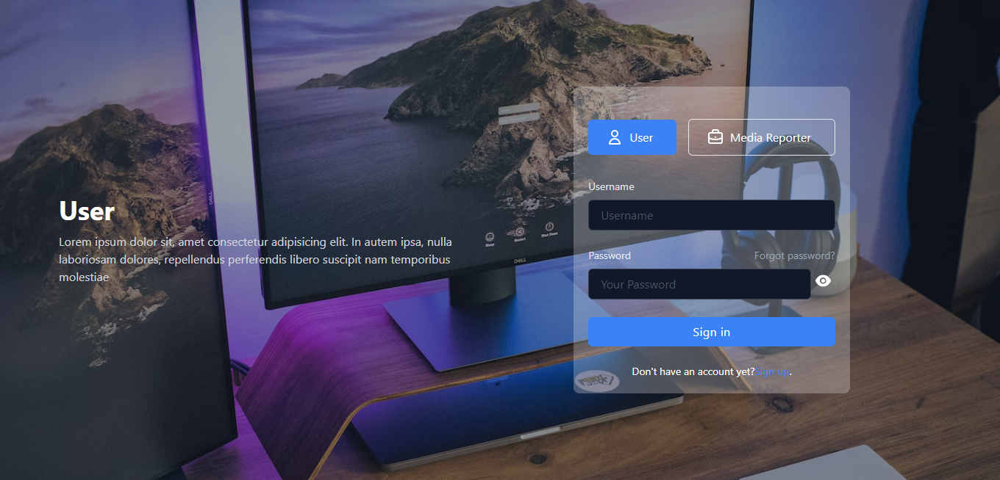 User
Lorem ipsum dolor sit, amet consectetur adipisicing elit. In autem ipsa, nulla
laboriosam dolores, repellendus perferendis libero suscipit nam temporibus
molestiae
Sleep
Restart
Shut Down
DELL
DELL
User
Media Reporter
Username
Username
Password
Forgot password?
Your Password
Sign in
Don't have an account yet?Sign up.